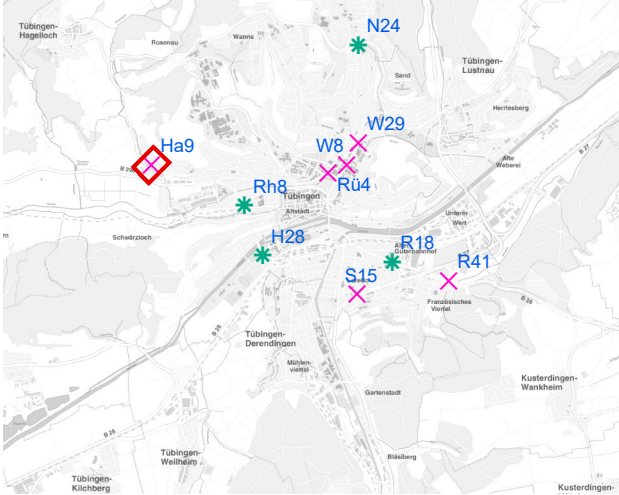 Tübingen-
Hagelloch
Rosenau
Wanne
N24
Sand
Tübingen-
Lustnau
Herrlesberg
B 27
Ha9
W8
W29
Alte
Weberei
Rh8
Tübingen
Rü4
Altstadt
Unterer
Wert
Schwärzloch
H28
R18
Güterbahnhof
S15
R41
B 28
Französisches
Viertel
B 28
Tübingen-
Derendingen
Mühlen-
viertel
Gartenstadt
Kusterdingen-
Wankheim
B 28
Tübingen-
Weilheim
Bläsiberg
Tübingen-
Kilchberg
Kusterdingen-